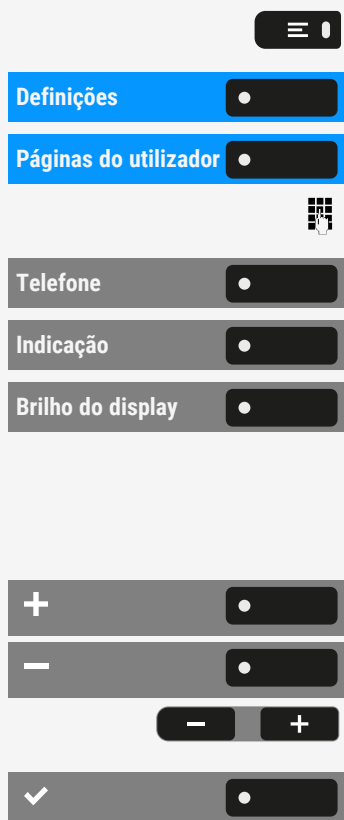 Definições
Páginas do utilizador
Telefone
Indicação
Brilho do display